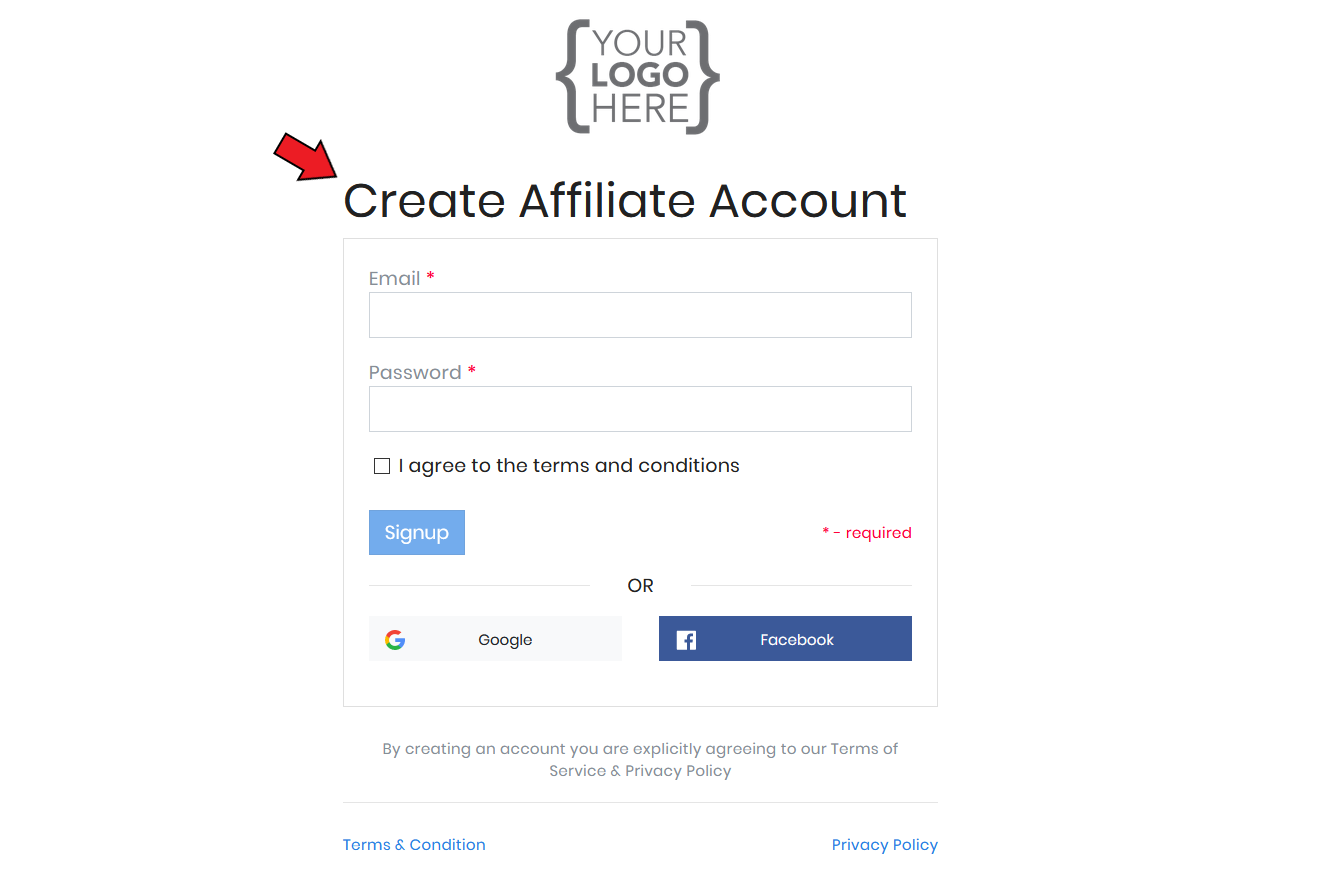 YOUR
LOGO
HERE
Create Affiliate Account
Email *
Password *
I agree to the terms and conditions
Signup
* - required
OR
Google
Facebook
By creating an account you are explicitly agreeing to our Terms of
Service & Privacy Policy
Terms & Condition
Privacy Policy